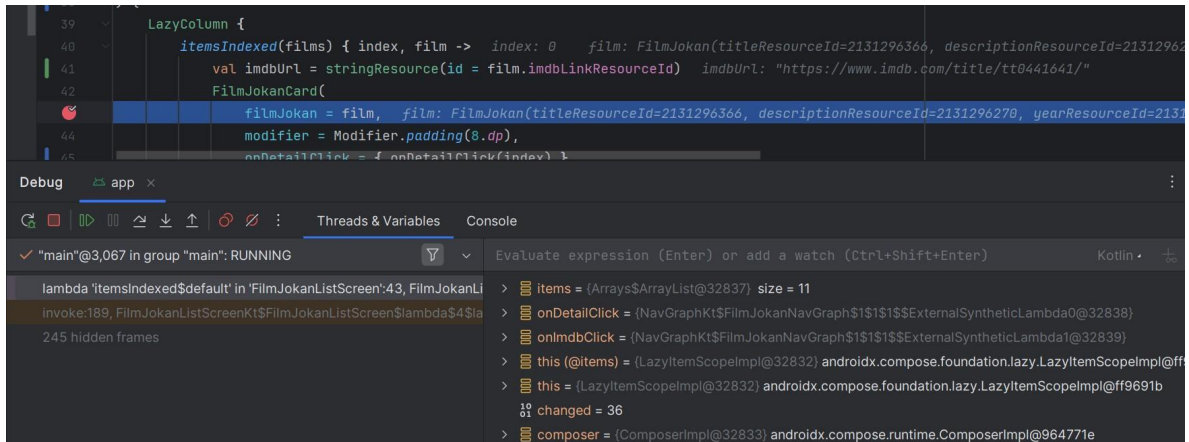 39 LazyColumn {
40 itemsIndexed(films) { index, film -> index: 0 film: FilmJokan(titleResourceId=2131296366, descriptionResourceId=21312962
41 val imdbUrl = stringResource(id = film.imdbLinkResourceId) imdbUrl: "https://www.imdb.com/title/tt0441641/"
42 FilmJokanCard(
filmJokan = film, film: FilmJokan(titleResourceId=2131296366, descriptionResourceId=2131296270, yearResourceId=2131
44 modifier = Modifier.padding(8.dp),
45 onDetailClick = { onDetailClick(index) }
Debug app
Threads & Variables Console
"main"@3,067 in group "main": RUNNING
Evaluate expression (Enter) or add a watch (Ctrl+Shift+Enter) Kotlin
lambda 'itemsIndexed$default' in 'FilmJokanListScreen':43, FilmJokanLi
invoke:189, FilmJokanListScreenKt$FilmJokanListScreen$lambda$4$la
245 hidden frames
items = {Arrays$ArrayList@32837} size = 11
onDetailClick = {NavGraphKt$FilmJokanNavGraph$1$1$1$$ExternalSyntheticLambda0@32838}
onImdbClick = {NavGraphKt$FilmJokanNavGraph$1$1$1$$ExternalSyntheticLambda1@32839}
this (@items) = {LazyItemScopeImpl@32832} androidx.compose.foundation.lazy.LazyItemScopeImpl@ff9
this = {LazyItemScopeImpl@32832} androidx.compose.foundation.lazy.LazyItemScopeImpl@ff9691b
changed = 36
composer = {ComposerImpl@32833} androidx.compose.runtime.ComposerImpl@964771e